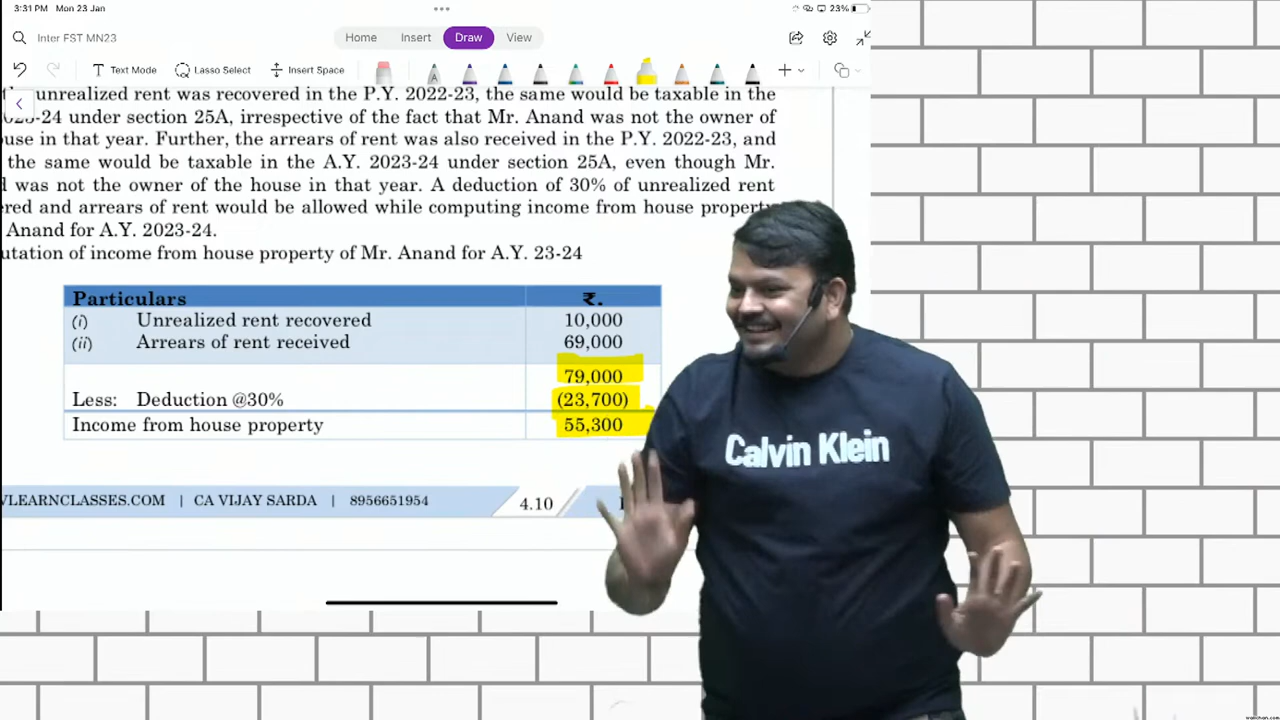 3:31 PM Mon 23 Jan
23%
Inter FST MN23
Home Insert Draw View
Text Mode Lasso Select Insert Space
unrealized rent was recovered in the P.Y. 2022-23, the same would be taxable in the
-24 under section 25A, irrespective of the fact that Mr. Anand was not the owner of
use in that year. Further, the arrears of rent was also received in the P.Y. 2022-23, and
the same would be taxable in the A.Y. 2023-24 under section 25A, even though Mr.
d was not the owner of the house in that year. A deduction of 30% of unrealized rent
ered and arrears of rent would be allowed while computing income from house property
Anand for A.Y. 2023-24.
utation of income from house property of Mr. Anand for A.Y. 23-24
Particulars ₹.
(i) Unrealized rent recovered 10,000
(ii) Arrears of rent received 69,000
79,000
Less: Deduction @30% (23,700)
Income from house property 55,300
VLEARNCLASSES.COM | CA VIJAY SARDA | 8956651954 4.10
Calvin Klein